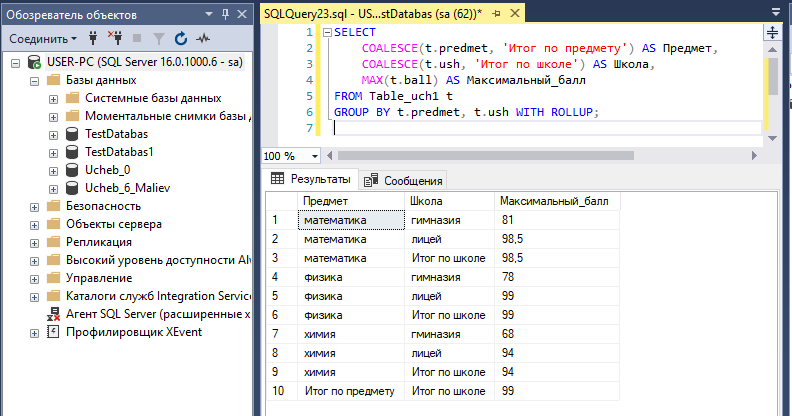 Обозреватель объектов
Соединить
USER-PC (SQL Server 16.0.1000.6 - sa)
Базы данных
Системные базы данных
Моментальные снимки базы д
TestDatabas
TestDatabas1
Ucheb_0
Ucheb_6_Maliev
Безопасность
Объекты сервера
Репликация
Высокий уровень доступности Alw
Управление
Каталоги служб Integration Service
Агент SQL Server (расширенные х
Профилировщик XEvent
SQLQuery23.sql - US...stDatabas (sa (62))*
1 SELECT
2 COALESCE(t.predmet, 'Итог по предмету') AS Предмет,
3 COALESCE(t.ush, 'Итог по школе') AS Школа,
4 MAX(t.ball) AS Максимальный_балл
5 FROM Table_uch1 t
6 GROUP BY t.predmet, t.ush WITH ROLLUP;
7
100 %
Результаты Сообщения
Предмет Школа Максимальный_балл
1 математика гимназия 81
2 математика лицей 98,5
3 математика Итог по школе 98,5
4 физика гимназия 78
5 физика лицей 99
6 физика Итог по школе 99
7 химия гминазия 68
8 химия лицей 94
9 химия Итог по школе 94
10 Итог по предмету Итог по школе 99